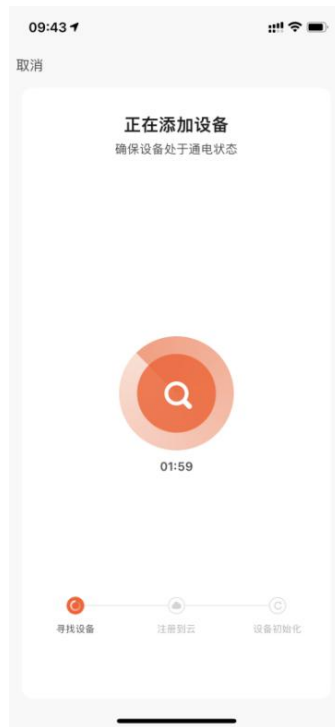 09:43
取消
正在添加设备
确保设备处于通电状态
01:59
寻找设备 注册到云 设备初始化